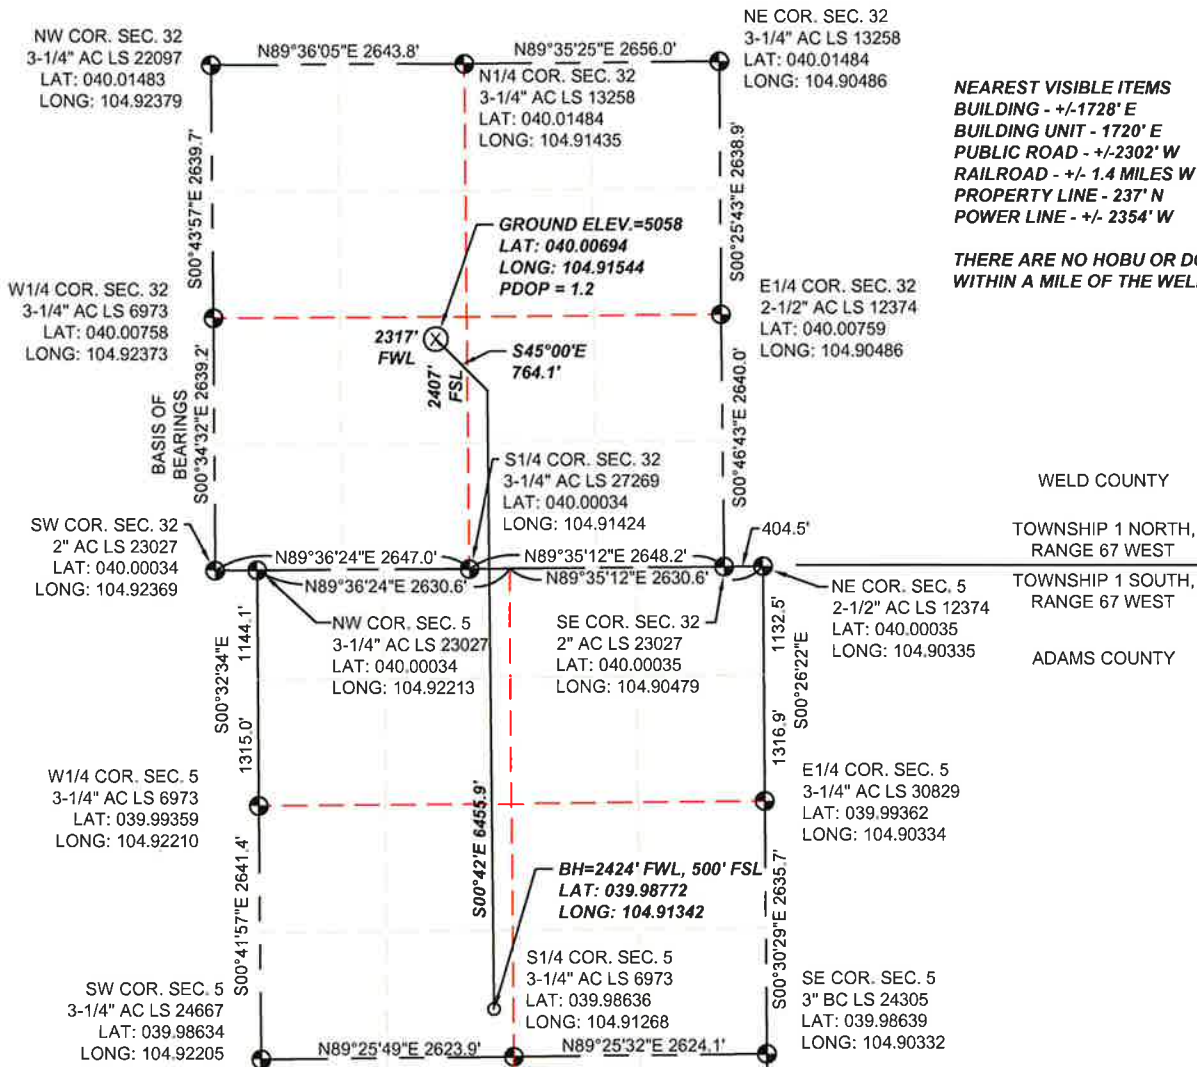 NW COR. SEC. 32
3-1/4" AC LS 22097
LAT: 040.01483
LONG: 104.92379
N89°36'05"E 2643.8'
N89°35'25"E 2656.0'
NE COR. SEC. 32
3-1/4" AC LS 13258
LAT: 040.01484
LONG: 104.90486
N1/4 COR. SEC. 32
3-1/4" AC LS 13258
LAT: 040.01484
LONG: 104.91435
NEAREST VISIBLE ITEMS
BUILDING - +/-1728' E
BUILDING UNIT - 1720' E
PUBLIC ROAD - +/-2302' W
RAILROAD - +/- 1.4 MILES W
PROPERTY LINE - 237' N
POWER LINE - +/- 2354' W
THERE ARE NO HOBU OR DO
WITHIN A MILE OF THE WEL
S00°43'57"E 2639.7'
S00°25'43"E 2638.9'
GROUND ELEV.=5058
LAT: 040.00694
LONG: 104.91544
PDOP = 1.2
W1/4 COR. SEC. 32
3-1/4" AC LS 6973
LAT: 040.00758
LONG: 104.92373
E1/4 COR. SEC. 32
2-1/2" AC LS 12374
LAT: 040.00759
LONG: 104.90486
2317'
FWL
2407'
FSL
S45°00'E
764.1'
BASIS OF
BEARINGS
S00°34'32"E 2639.2'
S00°46'43"E 2640.0'
S1/4 COR. SEC. 32
3-1/4" AC LS 27269
LAT: 040.00034
LONG: 104.91424
WELD COUNTY
TOWNSHIP 1 NORTH,
RANGE 67 WEST
TOWNSHIP 1 SOUTH,
RANGE 67 WEST
ADAMS COUNTY
SW COR. SEC. 32
2" AC LS 23027
LAT: 040.00034
LONG: 104.92369
404.5'
N89°36'24"E 2647.0'
N89°35'12"E 2648.2'
N89°36'24"E 2630.6'
N89°35'12"E 2630.6'
NW COR. SEC. 5
3-1/4" AC LS 23027
LAT: 040.00034
LONG: 104.92213
SE COR. SEC. 32
2" AC LS 23027
LAT: 040.00035
LONG: 104.90479
NE COR. SEC. 5
2-1/2" AC LS 12374
LAT: 040.00035
LONG: 104.90335
S00°32'34"E
1144.1'
1315.0'
1132.5'
S00°26'22"E
1316.9'
W1/4 COR. SEC. 5
3-1/4" AC LS 6973
LAT: 039.99359
LONG: 104.92210
E1/4 COR. SEC. 5
3-1/4" AC LS 30829
LAT: 039.99362
LONG: 104.90334
S00°42'E 6455.9'
BH=2424' FWL, 500' FSL
LAT: 039.98772
LONG: 104.91342
S00°41'57"E 2641.4'
S00°30'29"E 2635.7'
SW COR. SEC. 5
3-1/4" AC LS 24667
LAT: 039.98634
LONG: 104.92205
S1/4 COR. SEC. 5
3-1/4" AC LS 6973
LAT: 039.98636
LONG: 104.91268
SE COR. SEC. 5
3" BC LS 24305
LAT: 039.98639
LONG: 104.90332
N89°25'49"E 2623.9'
N89°25'32"E 2624.1'